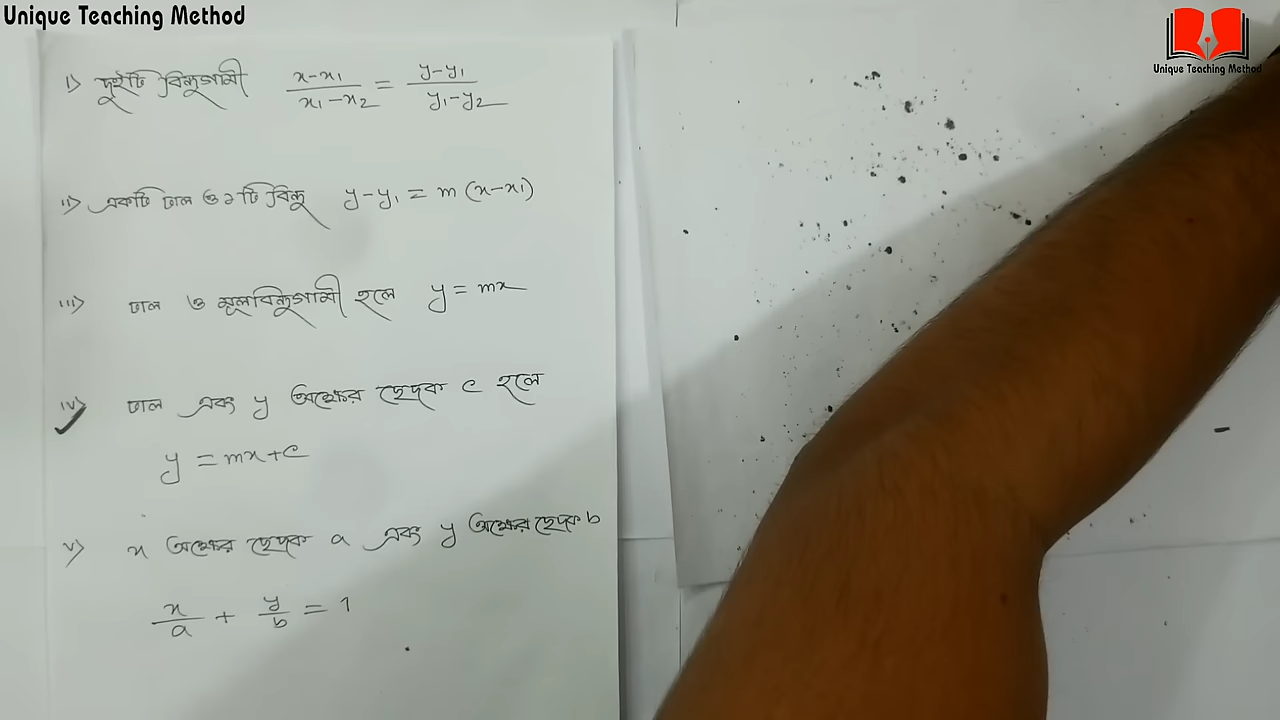 Unique Teaching Method
Unique Teaching Method
i> দুইটি বিন্দুগামী (x-x₁)/(x₁-x₂) = (y-y₁)/(y₁-y₂)
ii> একটি ঢাল ও ১টি বিন্দু y-y₁ = m (x-x₁)
iii> ঢাল ও মূলবিন্দুগামী হলে y = mx
iv> ঢাল এবং y অক্ষের ছেদক c হলে
y = mx+c
v> x অক্ষের ছেদক a এবং y অক্ষের ছেদক b
x/a + y/b = 1